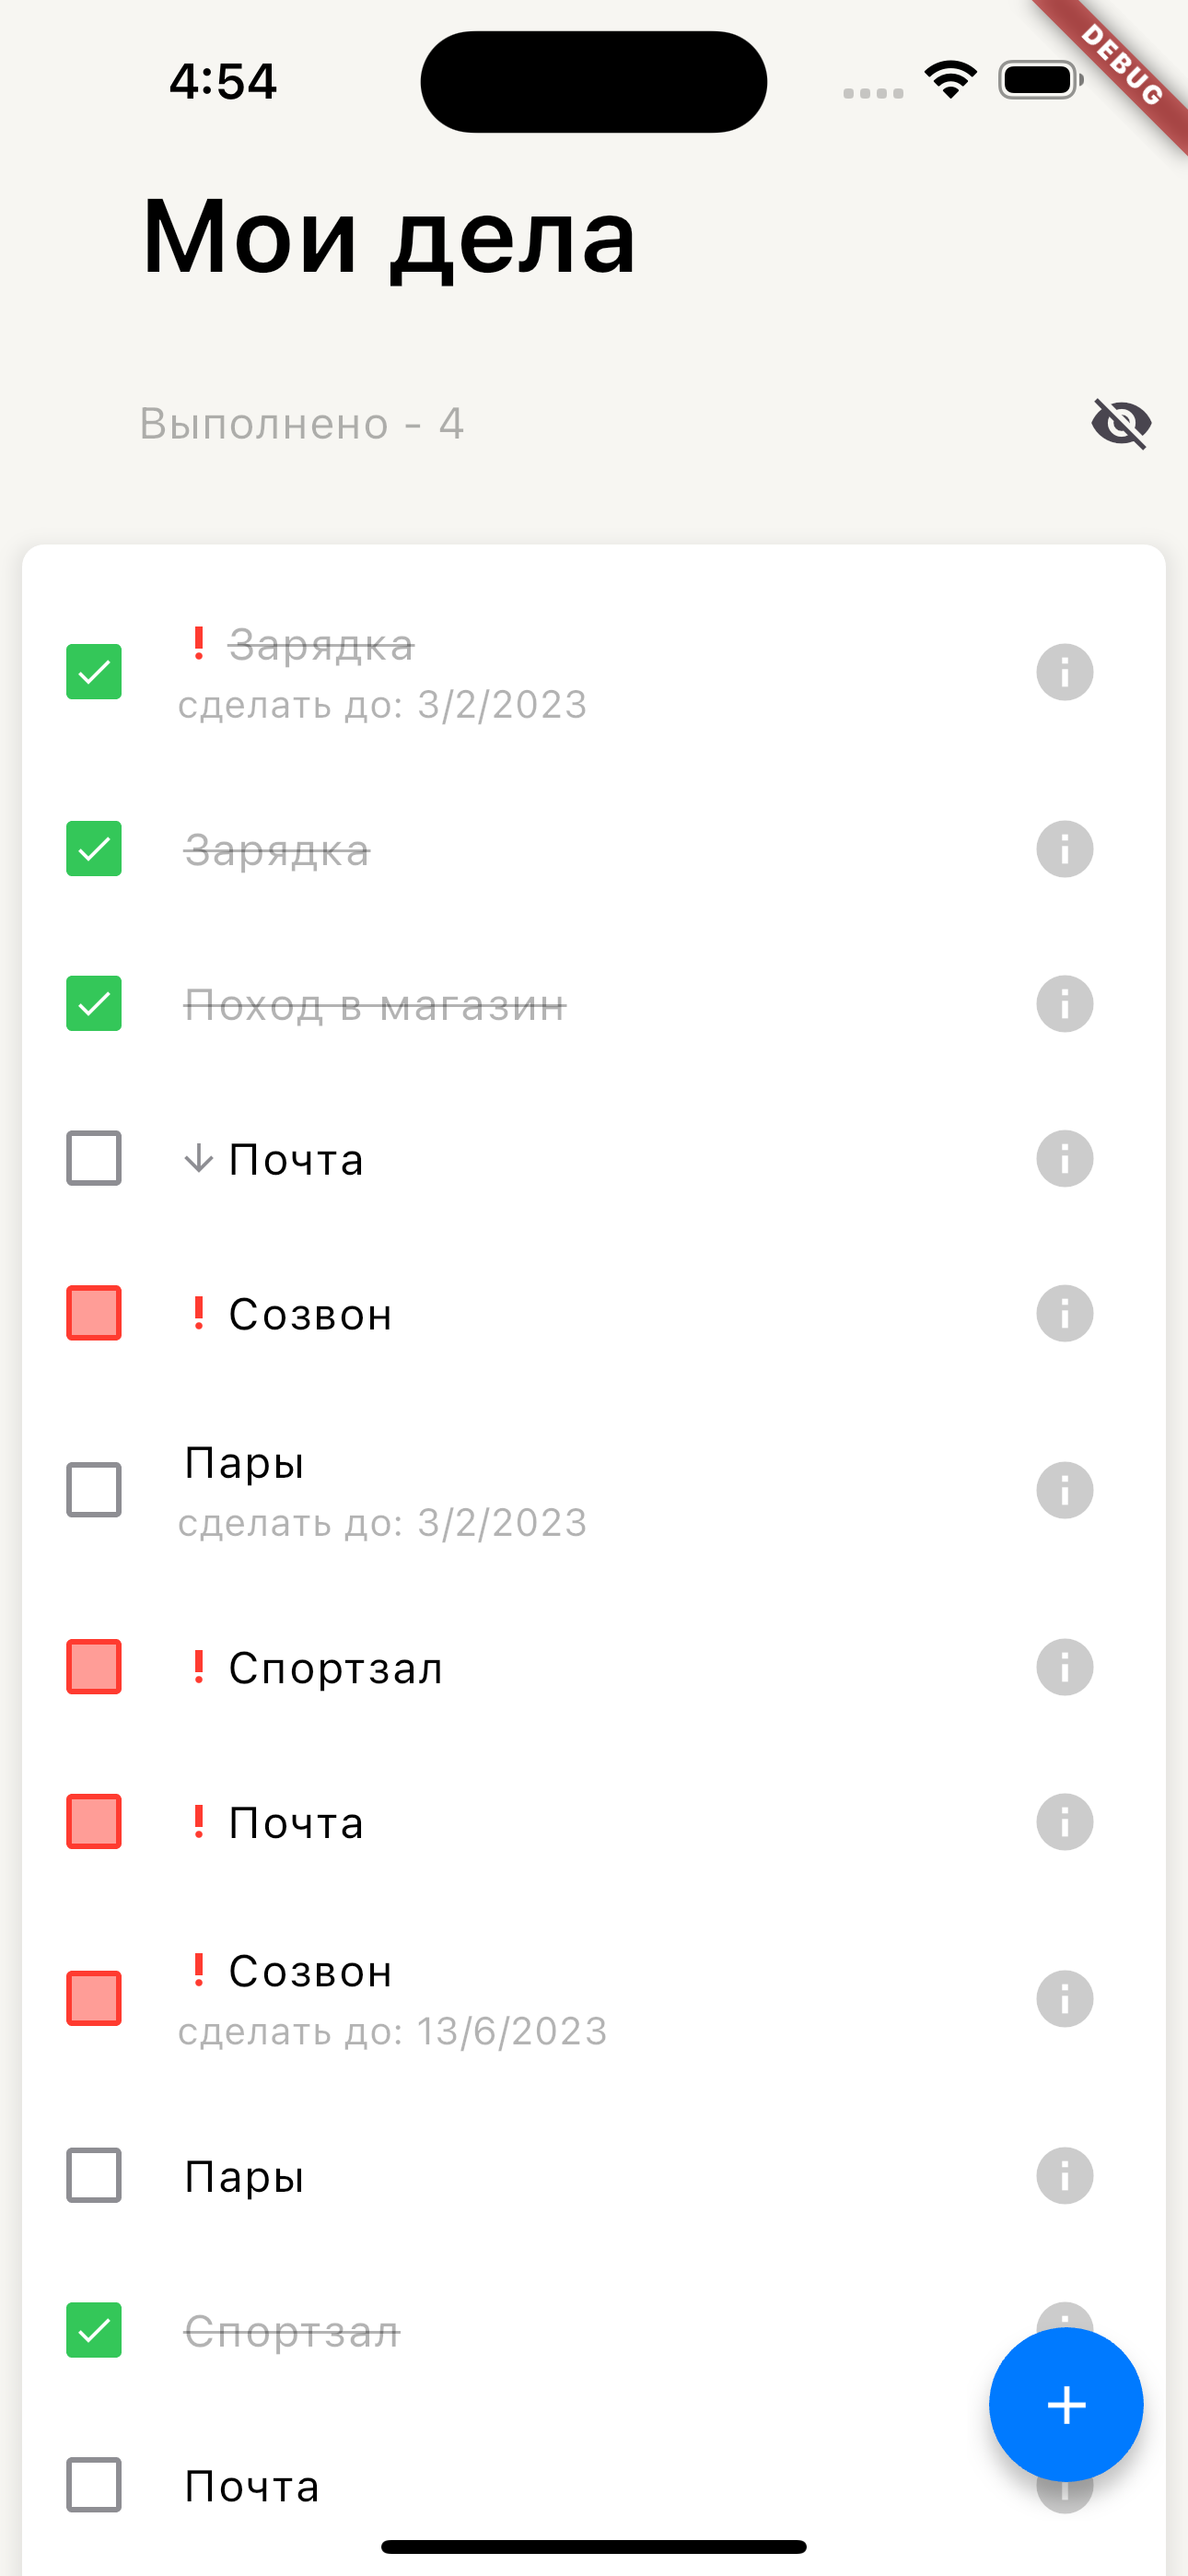 4:54
DEBUG
Мои дела
Выполнено - 4
! Зарядка
сделать до: 3/2/2023
Зарядка
Поход в магазин
↓ Почта
! Созвон
Пары
сделать до: 3/2/2023
! Спортзал
! Почта
! Созвон
сделать до: 13/6/2023
Пары
Спортзал
Почта